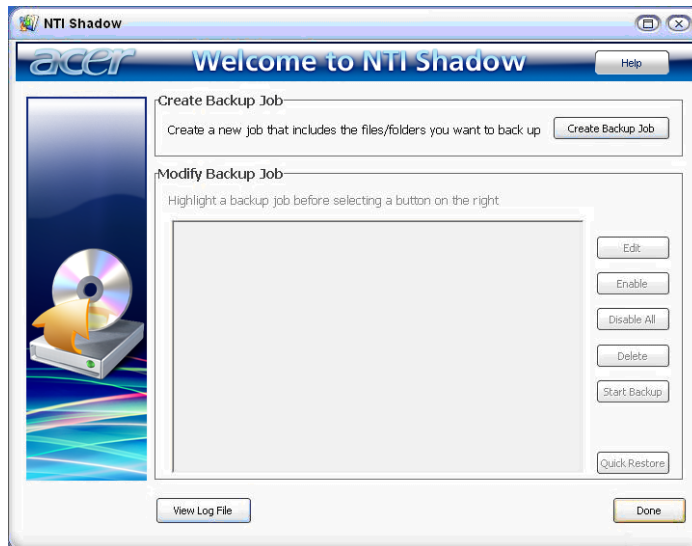 NTI Shadow
acer
Welcome to NTI Shadow
Help
Create Backup Job
Create a new job that includes the files/folders you want to back up
Create Backup Job
Modify Backup Job
Highlight a backup job before selecting a button on the right
Edit
Enable
Disable All
Delete
Start Backup
Quick Restore
View Log File
Done